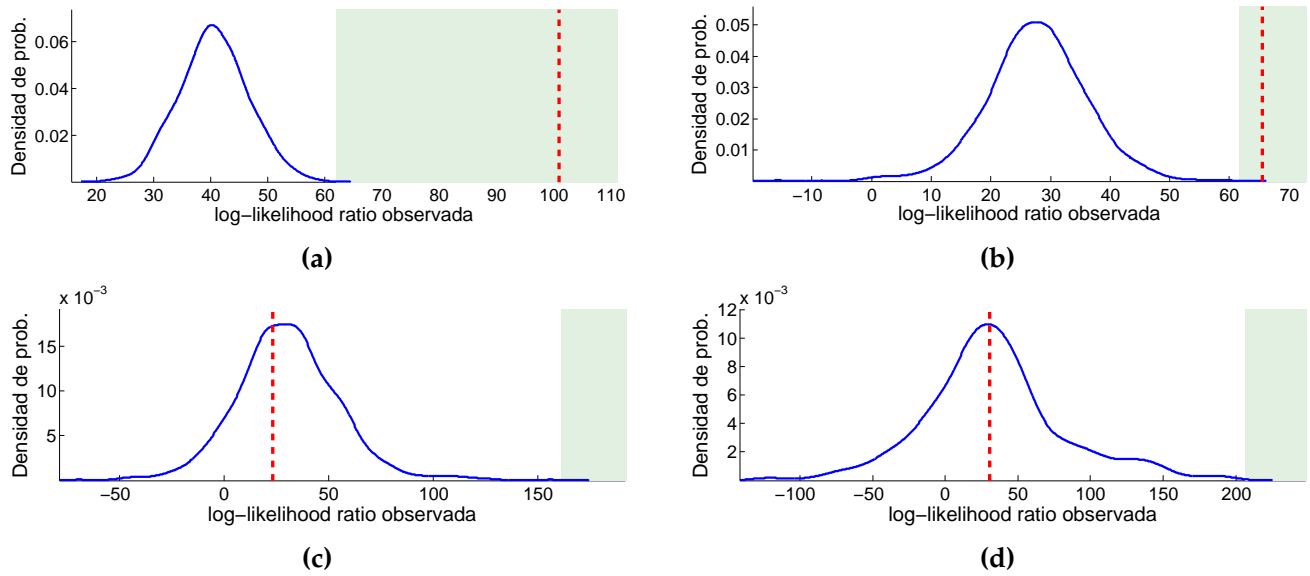 Densidad de prob.
0.06
0.04
0.02
20 30 40 50 60 70 80 90 100 110
log−likelihood ratio observada
(a)
Densidad de prob.
0.05
0.04
0.03
0.02
0.01
−10 0 10 20 30 40 50 60 70
log−likelihood ratio observada
(b)
x 10⁻³
Densidad de prob.
15
10
5
−50 0 50 100 150
log−likelihood ratio observada
(c)
x 10⁻³
Densidad de prob.
12
10
8
6
4
2
−100 −50 0 50 100 150 200
log−likelihood ratio observada
(d)